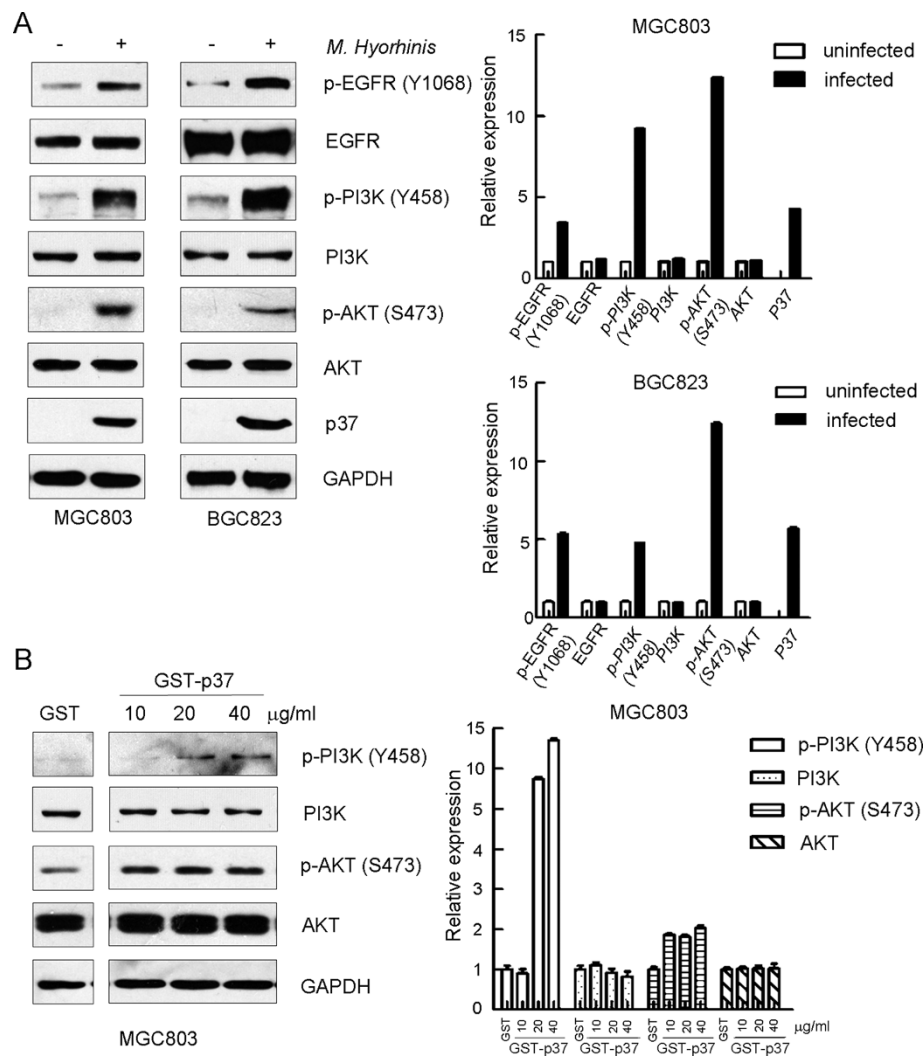 A
- + - + M. Hyorhinis
p-EGFR (Y1068)
EGFR
p-PI3K (Y458)
PI3K
p-AKT (S473)
AKT
p37
GAPDH
MGC803 BGC823
MGC803
uninfected
infected
Relative expression
15
10
5
0
p-EGFR
(Y1068)
EGFR
p-PI3K
(Y458)
PI3K
p-AKT
(S473)
AKT
P37
BGC823
uninfected
infected
Relative expression
15
10
5
0
p-EGFR
(Y1068)
EGFR
p-PI3K
(Y458)
PI3K
p-AKT
(S473)
AKT
P37
B
GST-p37
GST 10 20 40 μg/ml
p-PI3K (Y458)
PI3K
p-AKT (S473)
AKT
GAPDH
MGC803
MGC803
p-PI3K (Y458)
PI3K
p-AKT (S473)
AKT
Relative expression
15
10
5
2
1
0
GST 10 20 40 GST 10 20 40 GST 10 20 40 GST 10 20 40 μg/ml
GST-p37 GST-p37 GST-p37 GST-p37